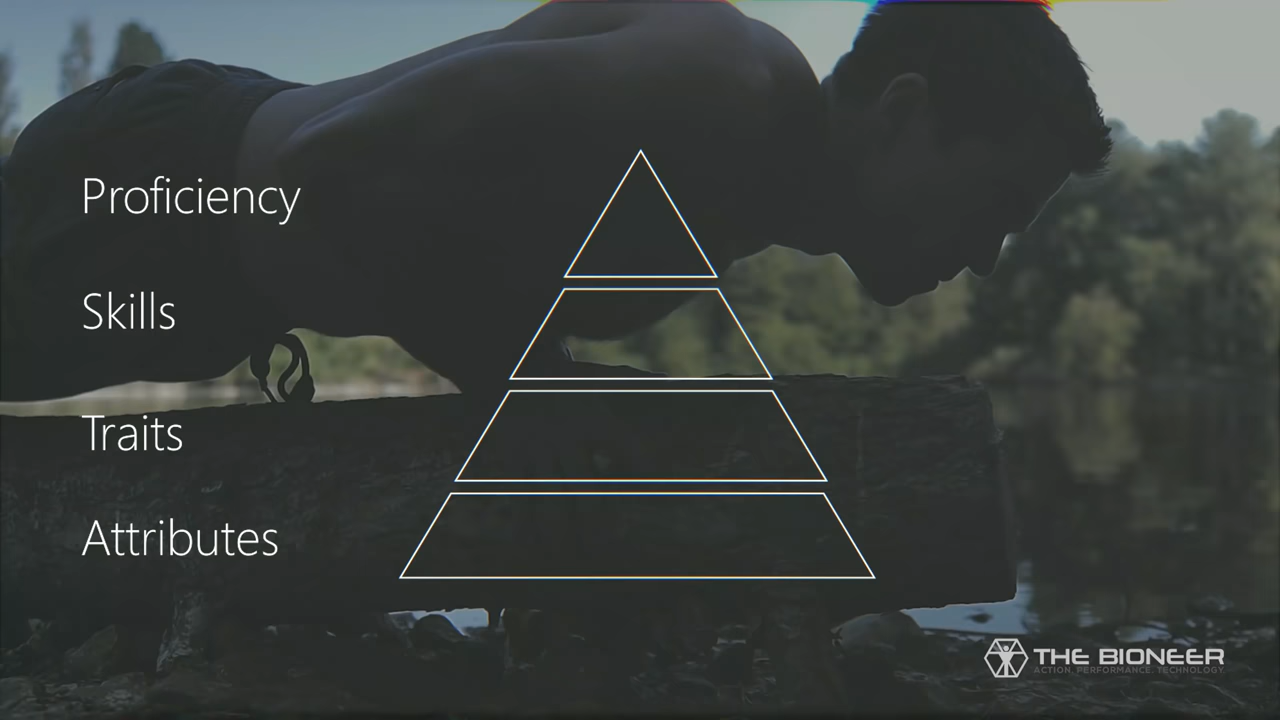 Proficiency
Skills
Traits
Attributes
THE BIONEER
ACTION. PERFORMANCE. TECHNOLOGY